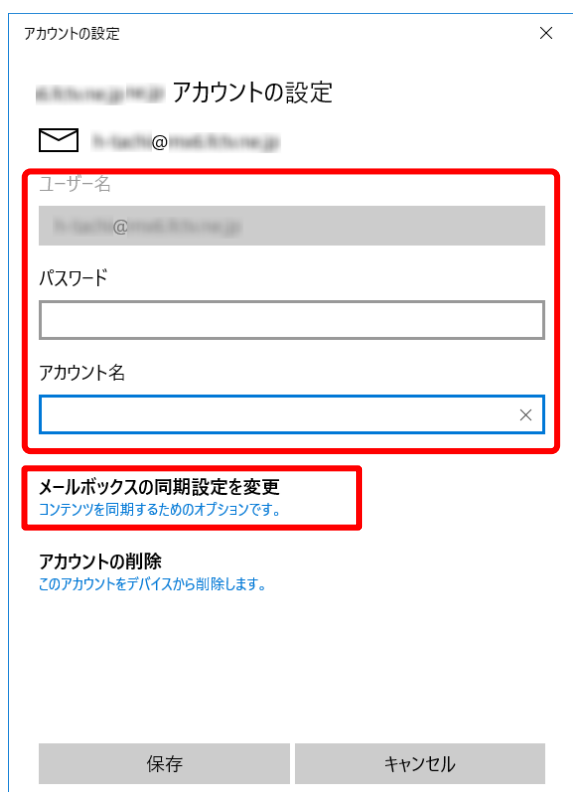 アカウントの設定
アカウントの設定
@
ユーザー名
@
パスワード
アカウント名
メールボックスの同期設定を変更
コンテンツを同期するためのオプションです。
アカウントの削除
このアカウントをデバイスから削除します。
保存 キャンセル